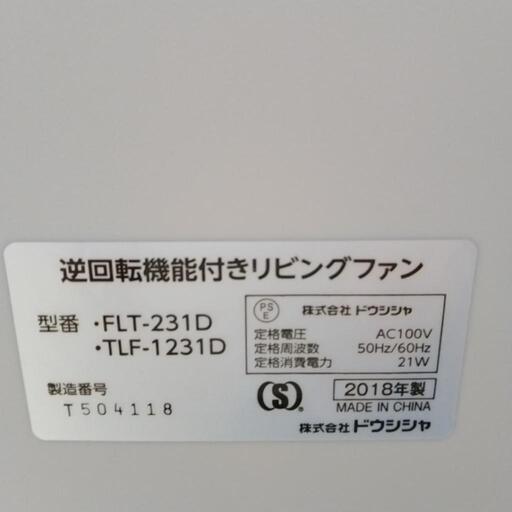 逆回転機能付きリビングファン
型番 ・FLT-231D
・TLF-1231D
製造番号
T504118
PS
E
株式会社 ドウシシャ
定格電圧 AC100V
定格周波数 50Hz/60Hz
定格消費電力 21W
(S)
2018年製
MADE IN CHINA
株式会社 ドウシシャ